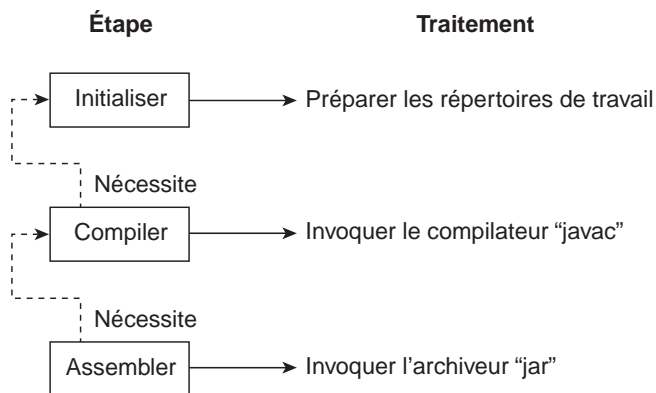 Étape Traitement
Initialiser Préparer les répertoires de travail
Nécessite
Compiler Invoquer le compilateur “javac”
Nécessite
Assembler Invoquer l’archiveur “jar”